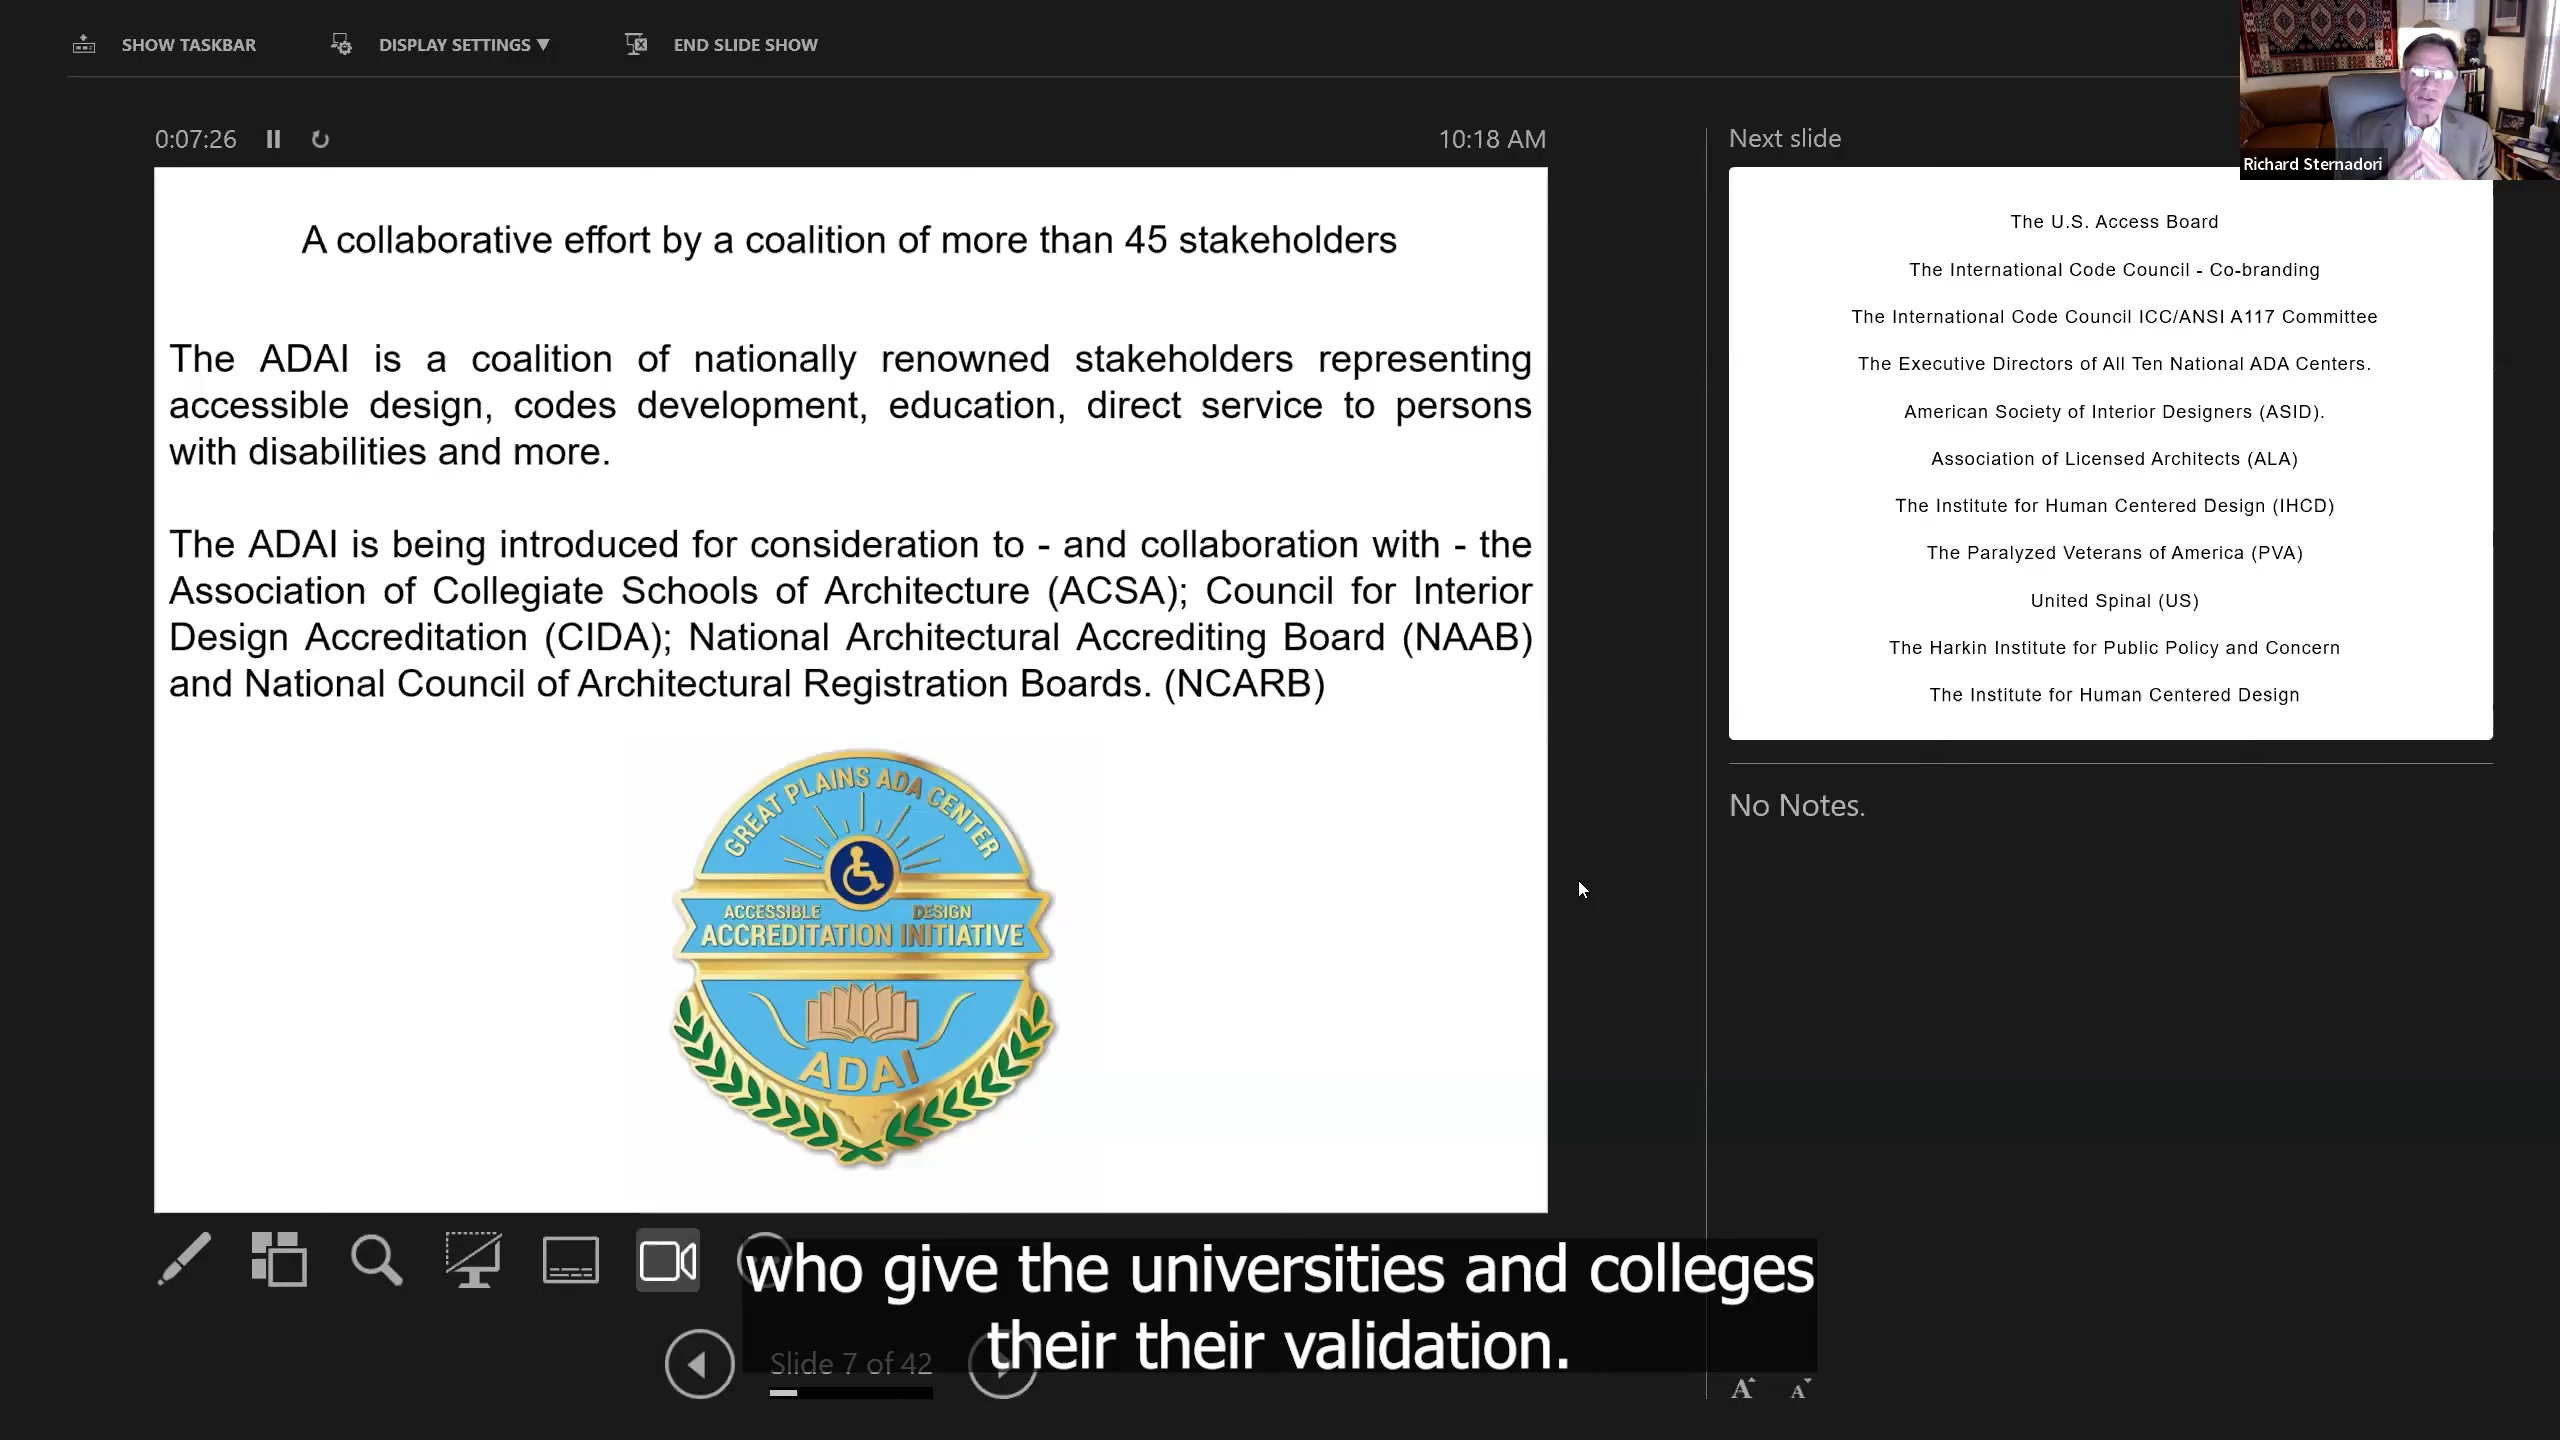 SHOW TASKBAR
DISPLAY SETTINGS ▼
END SLIDE SHOW
0:07:26
10:18 AM
A collaborative effort by a coalition of more than 45 stakeholders
The ADAI is a coalition of nationally renowned stakeholders representing
accessible design, codes development, education, direct service to persons
with disabilities and more.
The ADAI is being introduced for consideration to - and collaboration with - the
Association of Collegiate Schools of Architecture (ACSA); Council for Interior
Design Accreditation (CIDA); National Architectural Accrediting Board (NAAB)
and National Council of Architectural Registration Boards. (NCARB)
GREAT PLAINS ADA CENTER
ACCESSIBLE DESIGN
ACCREDITATION INITIATIVE
ADAI
Next slide
Richard Sternadori
The U.S. Access Board
The International Code Council - Co-branding
The International Code Council ICC/ANSI A117 Committee
The Executive Directors of All Ten National ADA Centers.
American Society of Interior Designers (ASID).
Association of Licensed Architects (ALA)
The Institute for Human Centered Design (IHCD)
The Paralyzed Veterans of America (PVA)
United Spinal (US)
The Harkin Institute for Public Policy and Concern
The Institute for Human Centered Design
No Notes.
who give the universities and colleges
their their validation.
Slide 7 of 42
A A